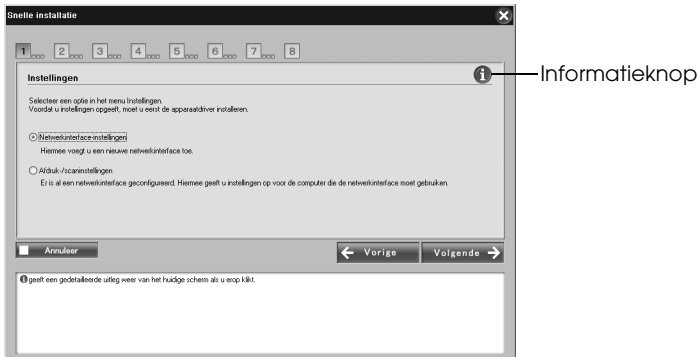 Snelle installatie
1 2 3 4 5 6 7 8
Instellingen
Informatieknop
Selecteer een optie in het menu Instellingen.
Voordat u instellingen opgeeft, moet u eerst de apparaatdriver installeren.
Netwerkinterface-instellingen
Hiermee voegt u een nieuwe netwerkinterface toe.
Afdruk-/scaninstellingen
Er is al een netwerkinterface geconfigureerd. Hiermee geeft u instellingen op voor de computer die de netwerkinterface moet gebruiken.
Annuleer
Vorige
Volgende
geeft een gedetailleerde uitleg weer van het huidige scherm als u erop klikt.